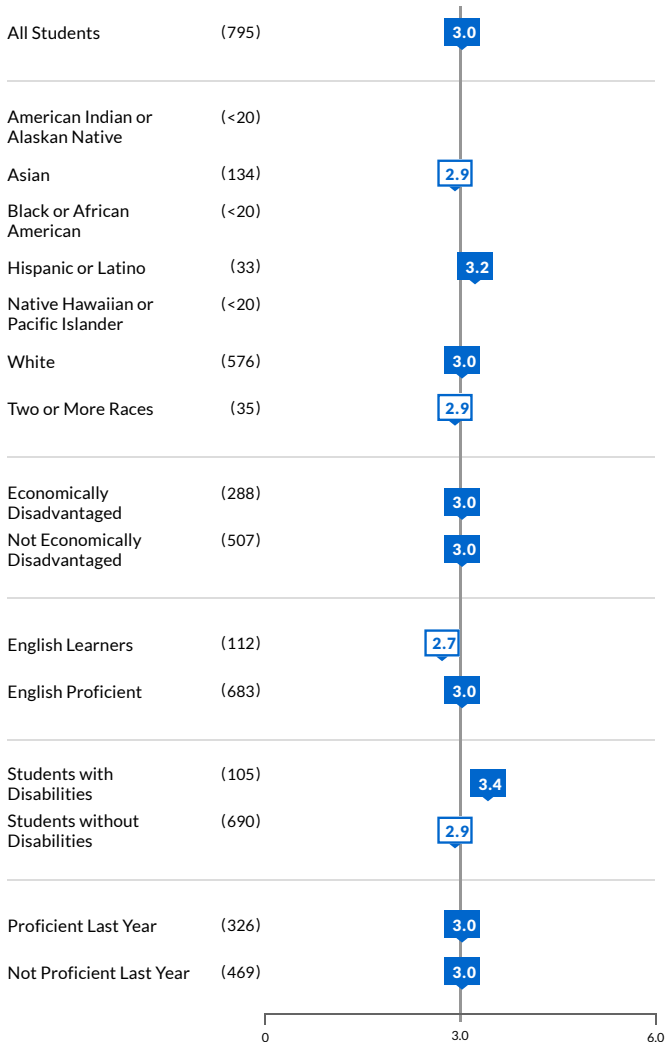 All Students (795) 3.0
American Indian or (<20)
Alaskan Native
Asian (134) 2.9
Black or African (<20)
American
Hispanic or Latino (33) 3.2
Native Hawaiian or (<20)
Pacific Islander
White (576) 3.0
Two or More Races (35) 2.9
Economically (288) 3.0
Disadvantaged
Not Economically (507) 3.0
Disadvantaged
English Learners (112) 2.7
English Proficient (683) 3.0
Students with (105) 3.4
Disabilities
Students without (690) 2.9
Disabilities
Proficient Last Year (326) 3.0
Not Proficient Last Year (469) 3.0
0 3.0 6.0